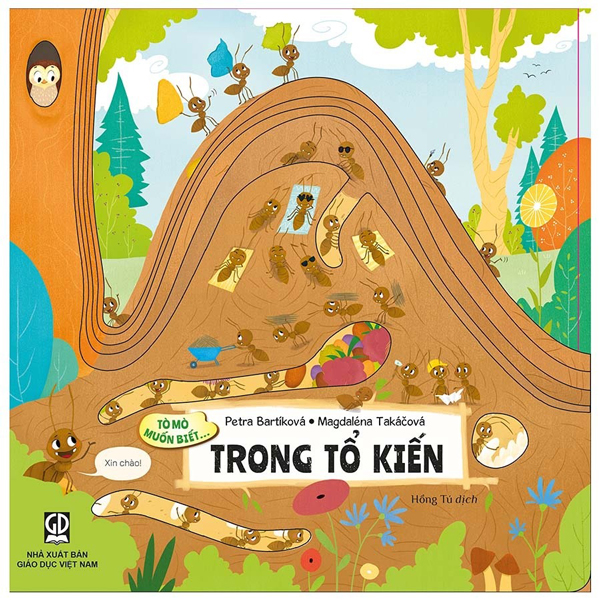 TÒ MÒ
MUỐN BIẾT...
Petra Bartíková • Magdaléna Takáčová
TRONG TỔ KIẾN
Xin chào!
Hồng Tú dịch
GD
NHÀ XUẤT BẢN
GIÁO DỤC VIỆT NAM